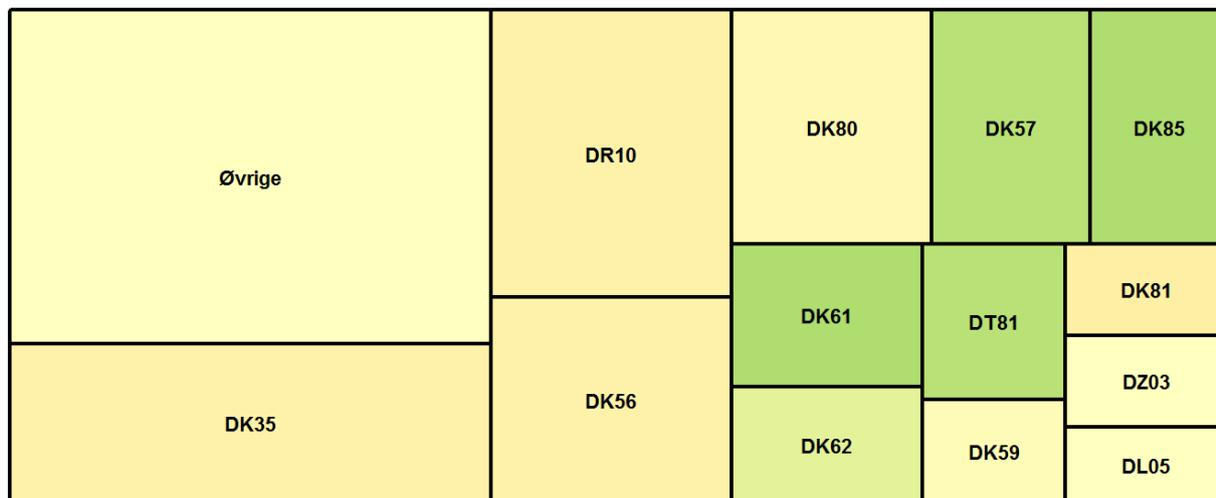 Øvrige
DK35
DR10
DK56
DK80
DK57
DK85
DK61
DK62
DT81
DK59
DK81
DZ03
DL05